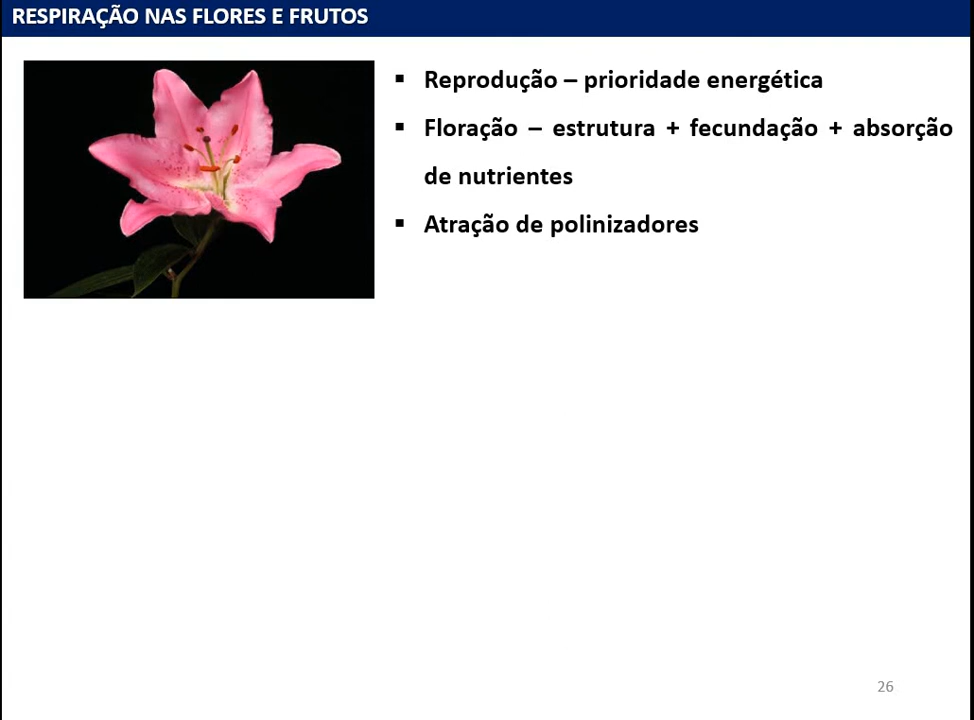 RESPIRAÇÃO NAS FLORES E FRUTOS
▪ Reprodução – prioridade energética
▪ Floração – estrutura + fecundação + absorção
de nutrientes
▪ Atração de polinizadores
26